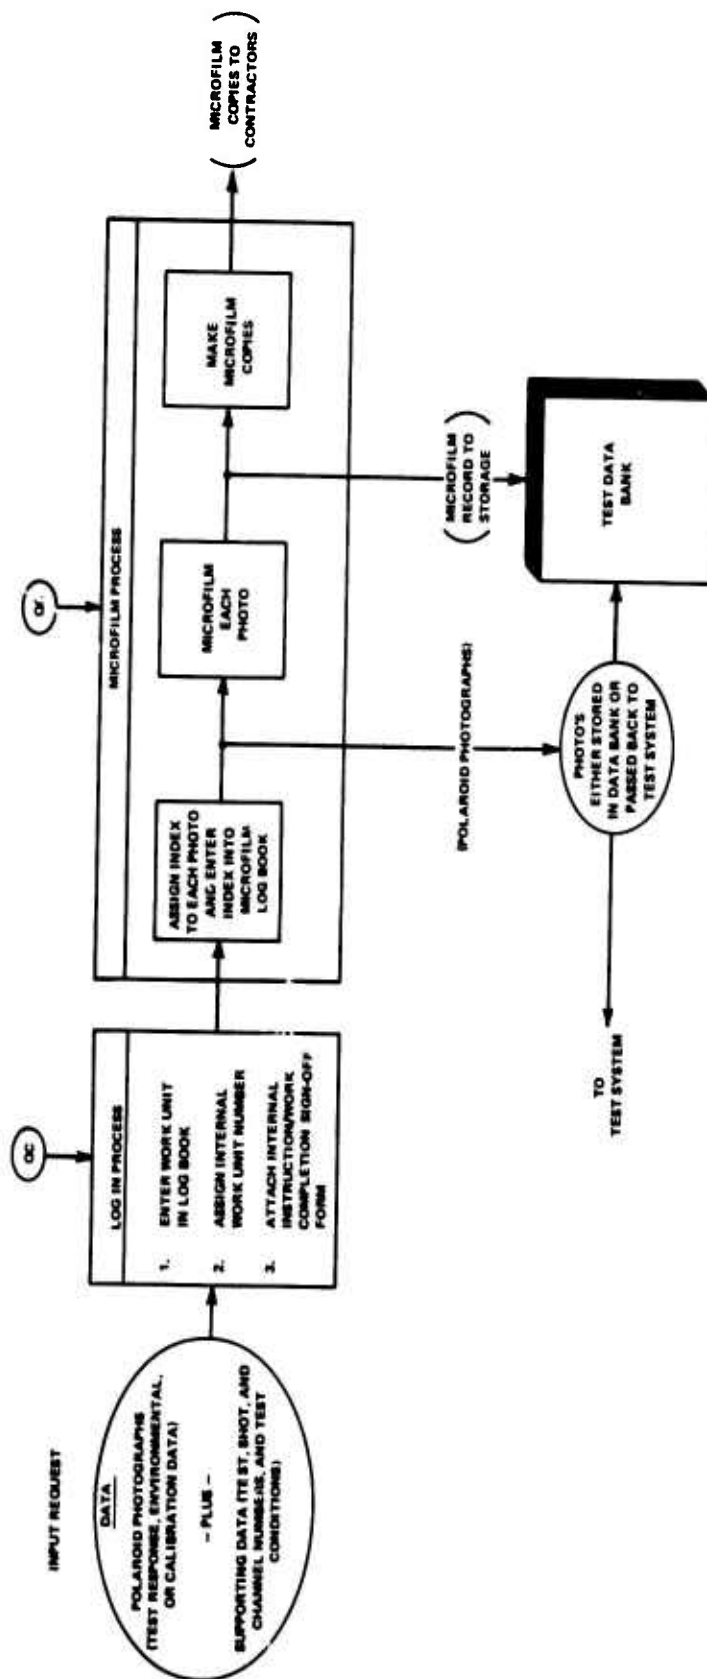 INPUT REQUEST
DATA
POLAROID PHOTOGRAPHS
(TEST RESPONSE, ENVIRONMENTAL,
OR CALIBRATION DATA)
– PLUS –
SUPPORTING DATA (TEST, SHOT, AND
CHANNEL NUMBERS, AND TEST
CONDITIONS)
LOG IN PROCESS
1. ENTER WORK UNIT
IN LOG BOOK
2. ASSIGN INTERNAL
WORK UNIT NUMBER
3. ATTACH INTERNAL
INSTRUCTION/WORK
COMPLETION SIGN-OFF
FORM
MICROFILM PROCESS
ASSIGN INDEX
TO EACH PHOTO
AND ENTER
INDEX INTO
MICROFILM
LOG BOOK
MICROFILM
EACH
PHOTO
MAKE
MICROFILM
COPIES
(MICROFILM
COPIES TO
CONTRACTORS)
(POLAROID PHOTOGRAPHS)
(MICROFILM
RECORD TO
STORAGE)
PHOTO'S
EITHER STORED
IN DATA BANK OR
PASSED BACK TO
TEST SYSTEM
TO
TEST SYSTEM
TEST DATA
BANK